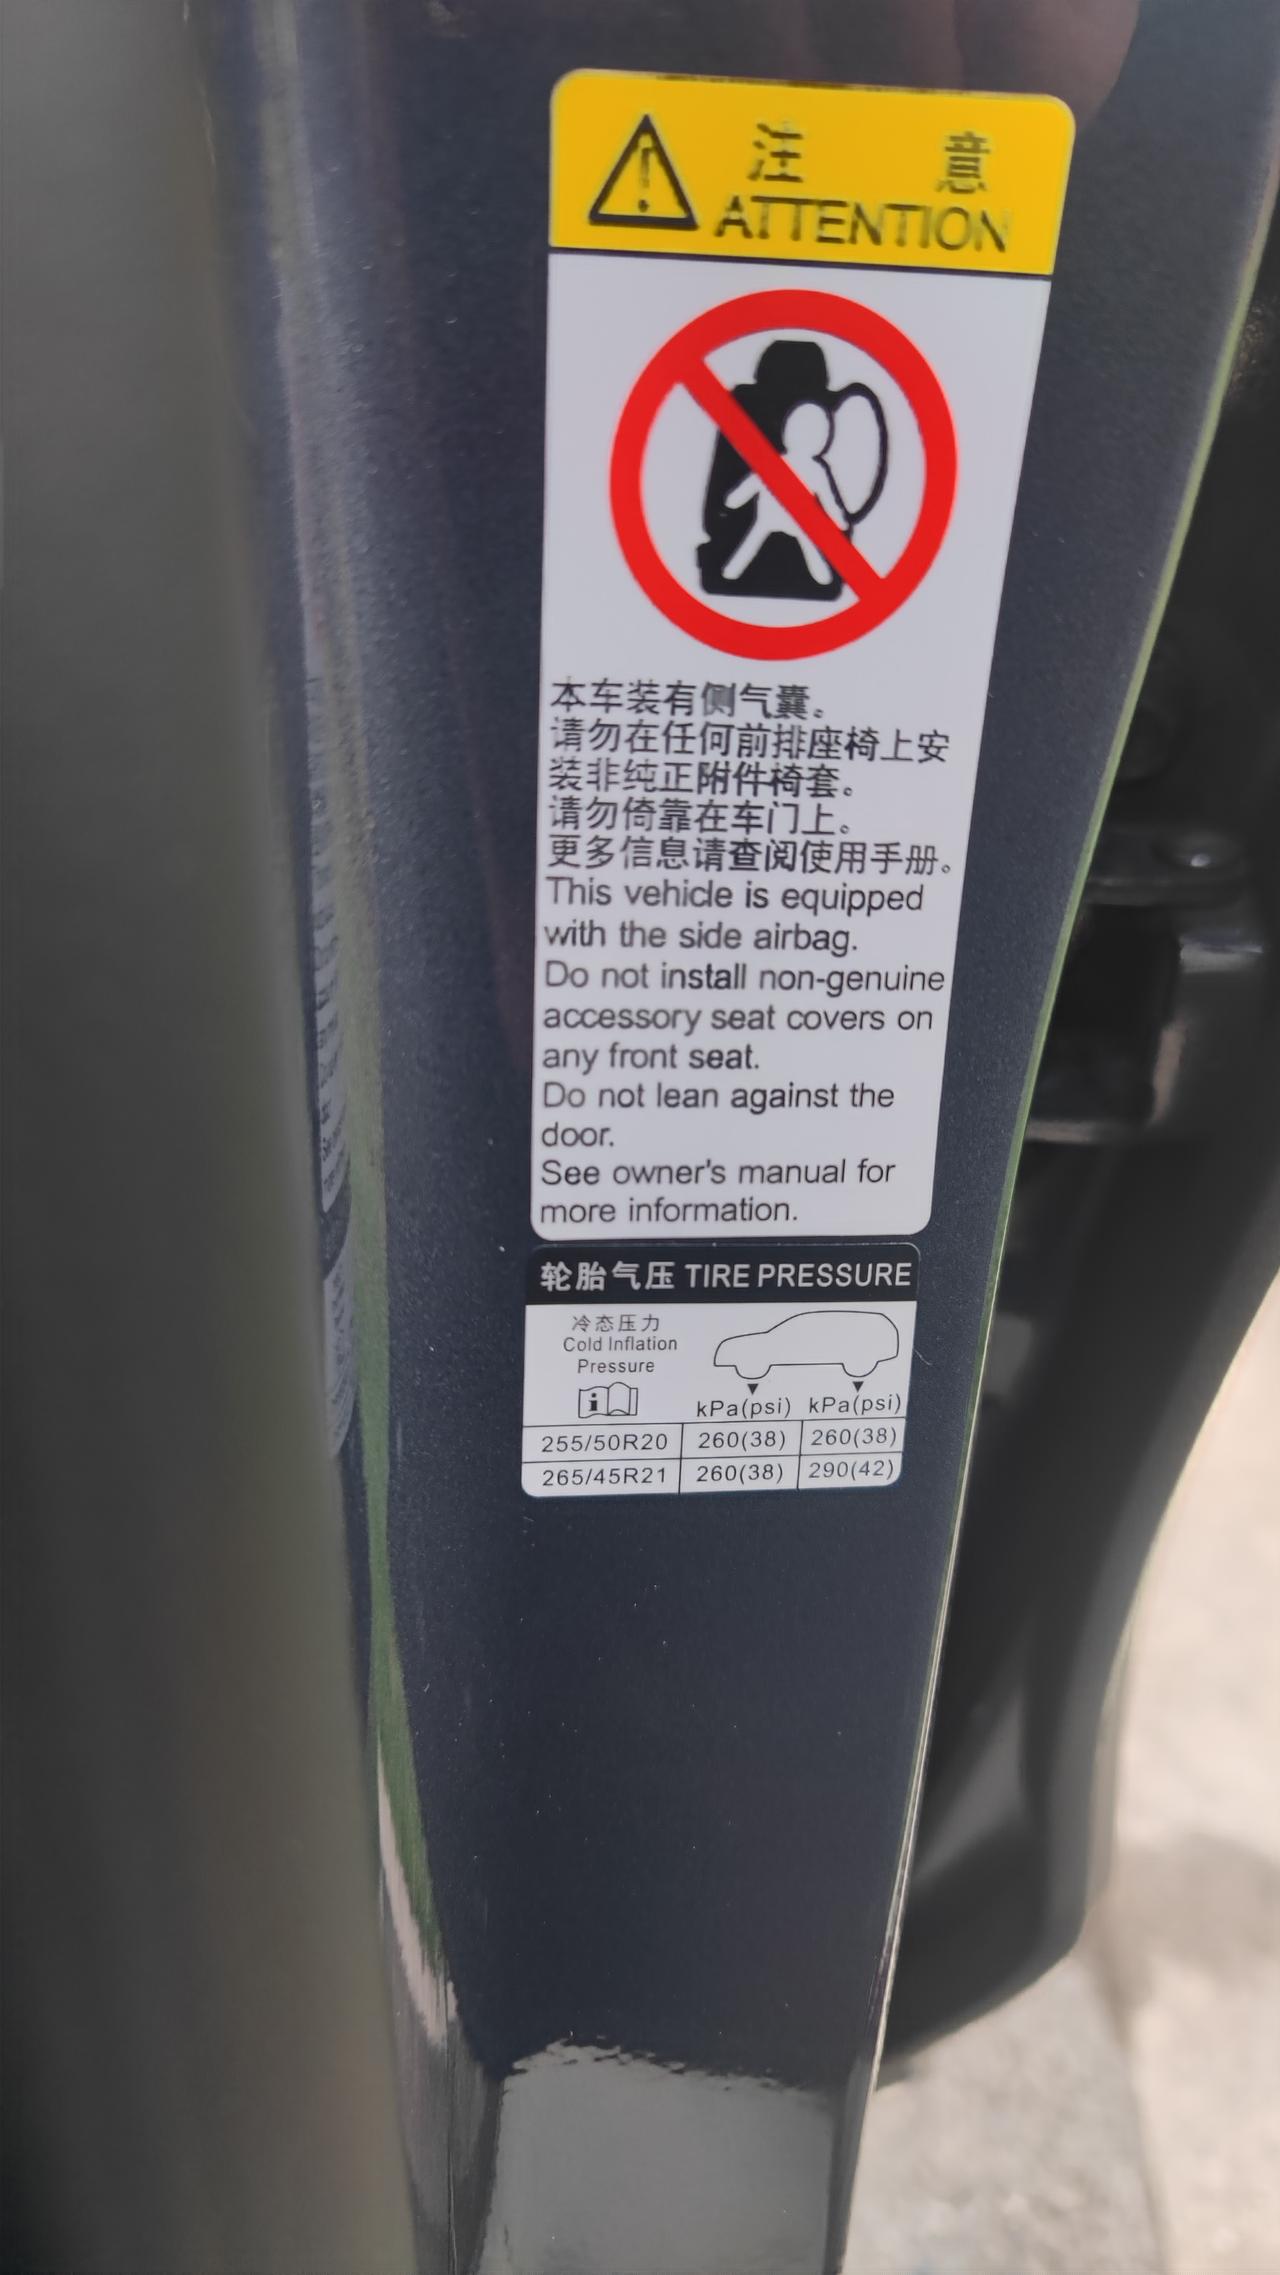 注 意
ATTENTION
本车装有侧气囊。
请勿在任何前排座椅上安
装非纯正附件椅套。
请勿倚靠在车门上。
更多信息请查阅使用手册。
This vehicle is equipped
with the side airbag.
Do not install non-genuine
accessory seat covers on
any front seat.
Do not lean against the
door.
See owner's manual for
more information.
轮胎气压 TIRE PRESSURE
冷态压力
Cold Inflation
Pressure
i
kPa(psi) kPa(psi)
255/50R20 260(38) 260(38)
265/45R21 260(38) 290(42)